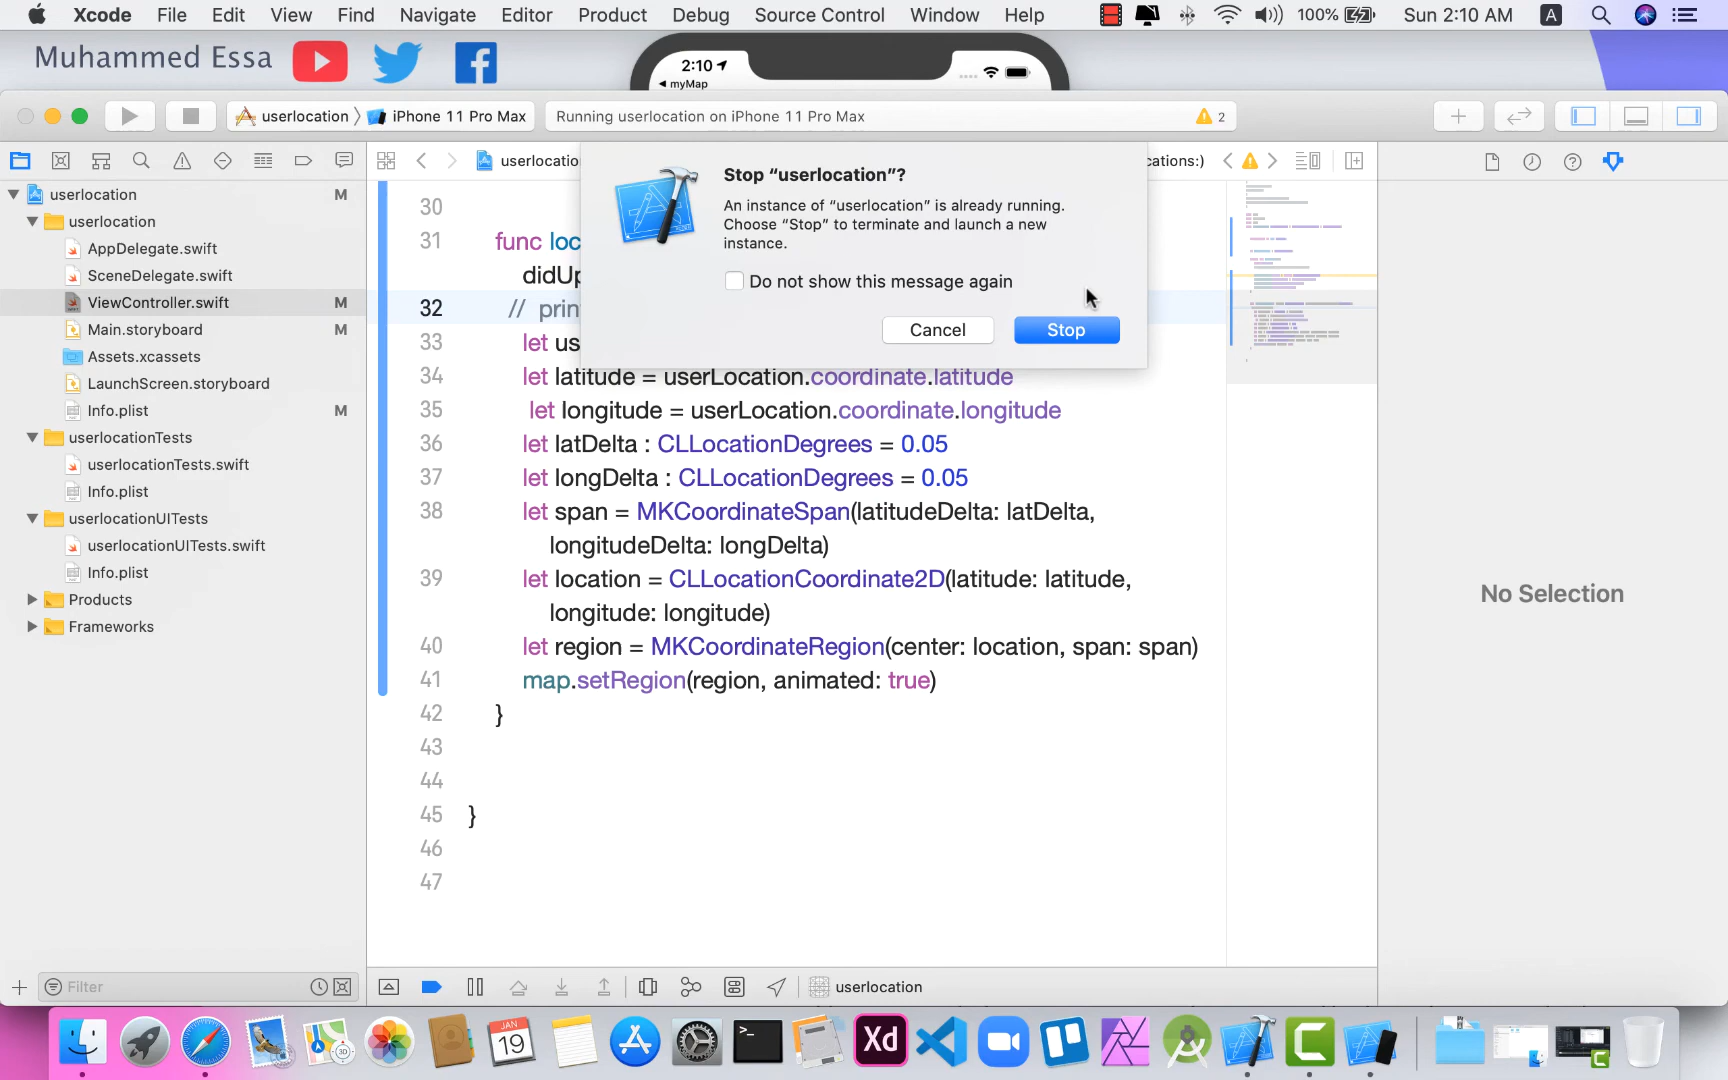 Xcode File Edit View Find Navigate Editor Product Debug Source Control Window Help 100% Sun 2:10 AM A
Muhammed Essa
2:10
myMap
userlocation iPhone 11 Pro Max Running userlocation on iPhone 11 Pro Max 2
userlocatio cations:)
Stop “userlocation”?
An instance of “userlocation” is already running.
Choose “Stop” to terminate and launch a new
instance.
Do not show this message again
Cancel Stop
userlocation M
userlocation
AppDelegate.swift
SceneDelegate.swift
ViewController.swift M
Main.storyboard M
Assets.xcassets
LaunchScreen.storyboard
Info.plist M
userlocationTests
userlocationTests.swift
Info.plist
userlocationUITests
userlocationUITests.swift
Info.plist
Products
Frameworks
Filter
30
31 func loc
didUp
32 // prin
33 let us
34 let latitude = userLocation.coordinate.latitude
35 let longitude = userLocation.coordinate.longitude
36 let latDelta : CLLocationDegrees = 0.05
37 let longDelta : CLLocationDegrees = 0.05
38 let span = MKCoordinateSpan(latitudeDelta: latDelta,
longitudeDelta: longDelta)
39 let location = CLLocationCoordinate2D(latitude: latitude,
longitude: longitude)
40 let region = MKCoordinateRegion(center: location, span: span)
41 map.setRegion(region, animated: true)
42 }
43
44
45 }
46
47
No Selection
userlocation
JAN
19
3D
Xd
C